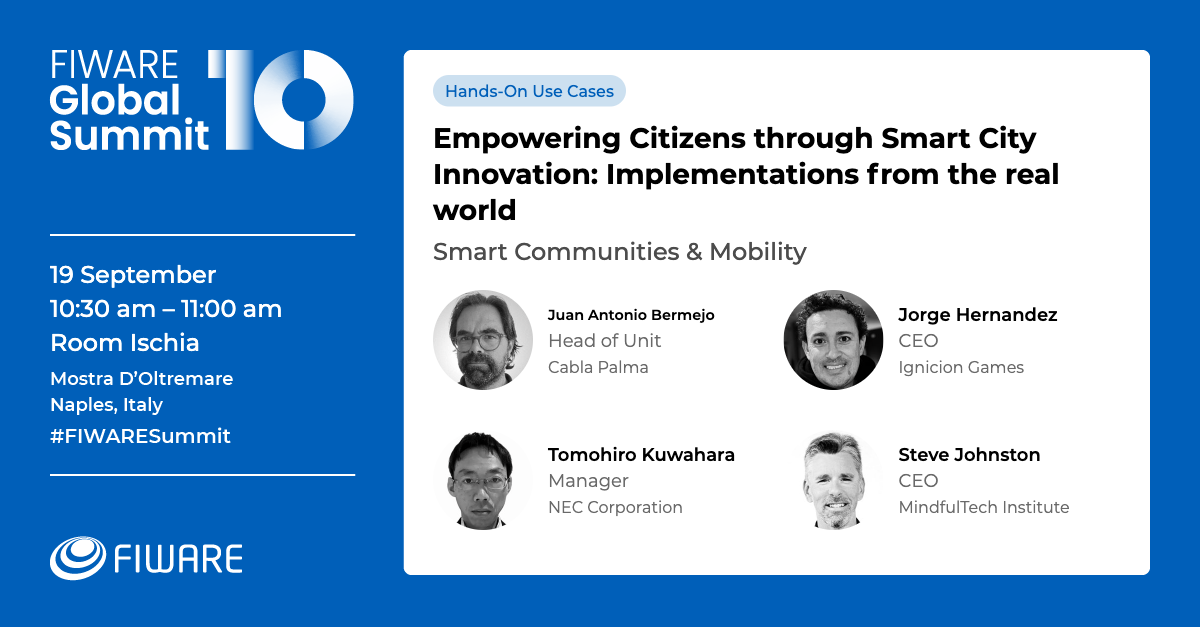 FIWARE
Global
Summit
10
19 September
10:30 am – 11:00 am
Room Ischia
Mostra D’Oltremare
Naples, Italy
#FIWARESummit
FIWARE
Hands-On Use Cases
Empowering Citizens through Smart City
Innovation: Implementations from the real
world
Smart Communities & Mobility
Juan Antonio Bermejo
Head of Unit
Cabla Palma
Jorge Hernandez
CEO
Ignicion Games
Tomohiro Kuwahara
Manager
NEC Corporation
Steve Johnston
CEO
MindfulTech Institute